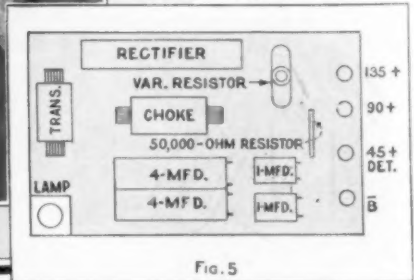 RECTIFIER
VAR. RESISTOR
TRANS.
CHOKE
50,000-OHM RESISTOR
4-MFD.
4-MFD.
1-MFD.
1-MFD.
LAMP
135+
90+
45+
DET.
B̅
FIG. 5